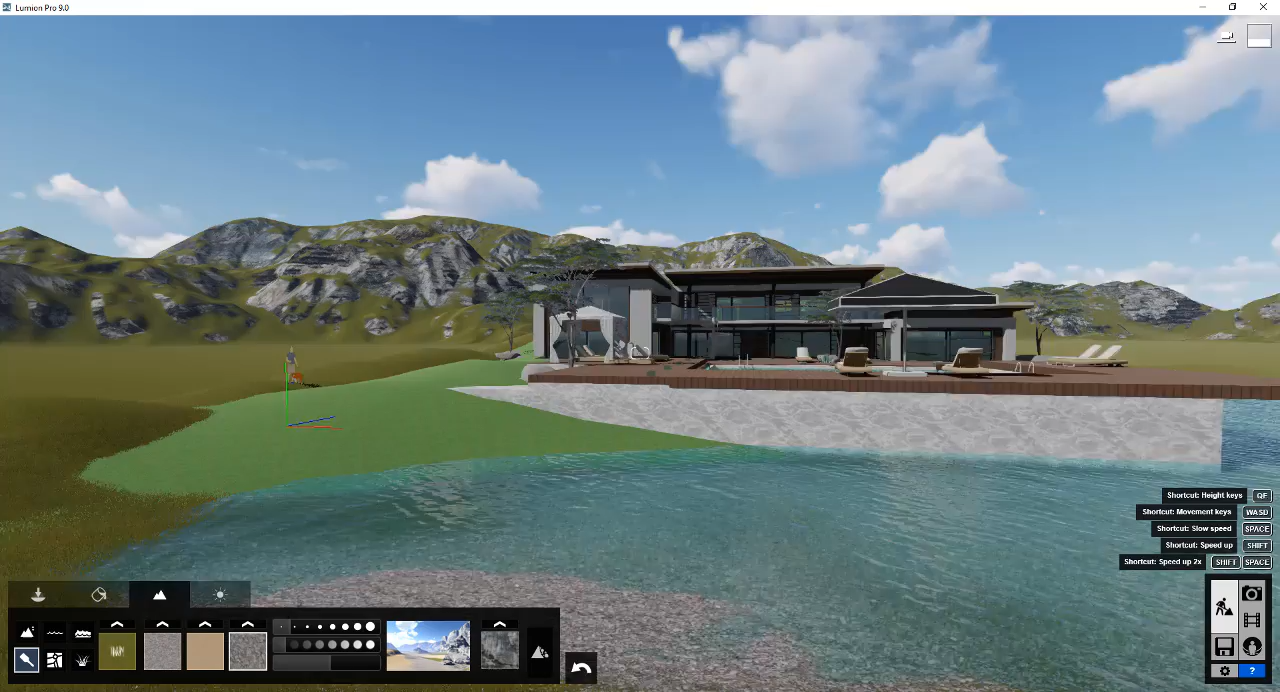 Lumion Pro 9.0
Shortcut: Height keys QF
Shortcut: Movement keys WASD
Shortcut: Slow speed SPACE
Shortcut: Speed up SHIFT
Shortcut: Speed up 2x SHIFT SPACE
?